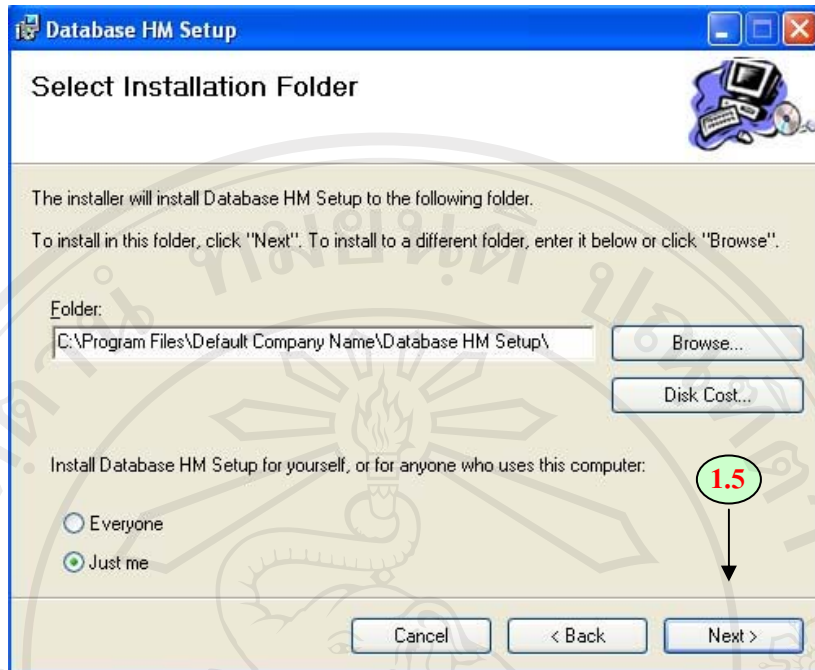 Database HM Setup
Select Installation Folder
The installer will install Database HM Setup to the following folder.
To install in this folder, click "Next". To install to a different folder, enter it below or click "Browse".
Folder:
C:\Program Files\Default Company Name\Database HM Setup\
Browse...
Disk Cost...
Install Database HM Setup for yourself, or for anyone who uses this computer:
1.5
Everyone
Just me
Cancel
< Back
Next >